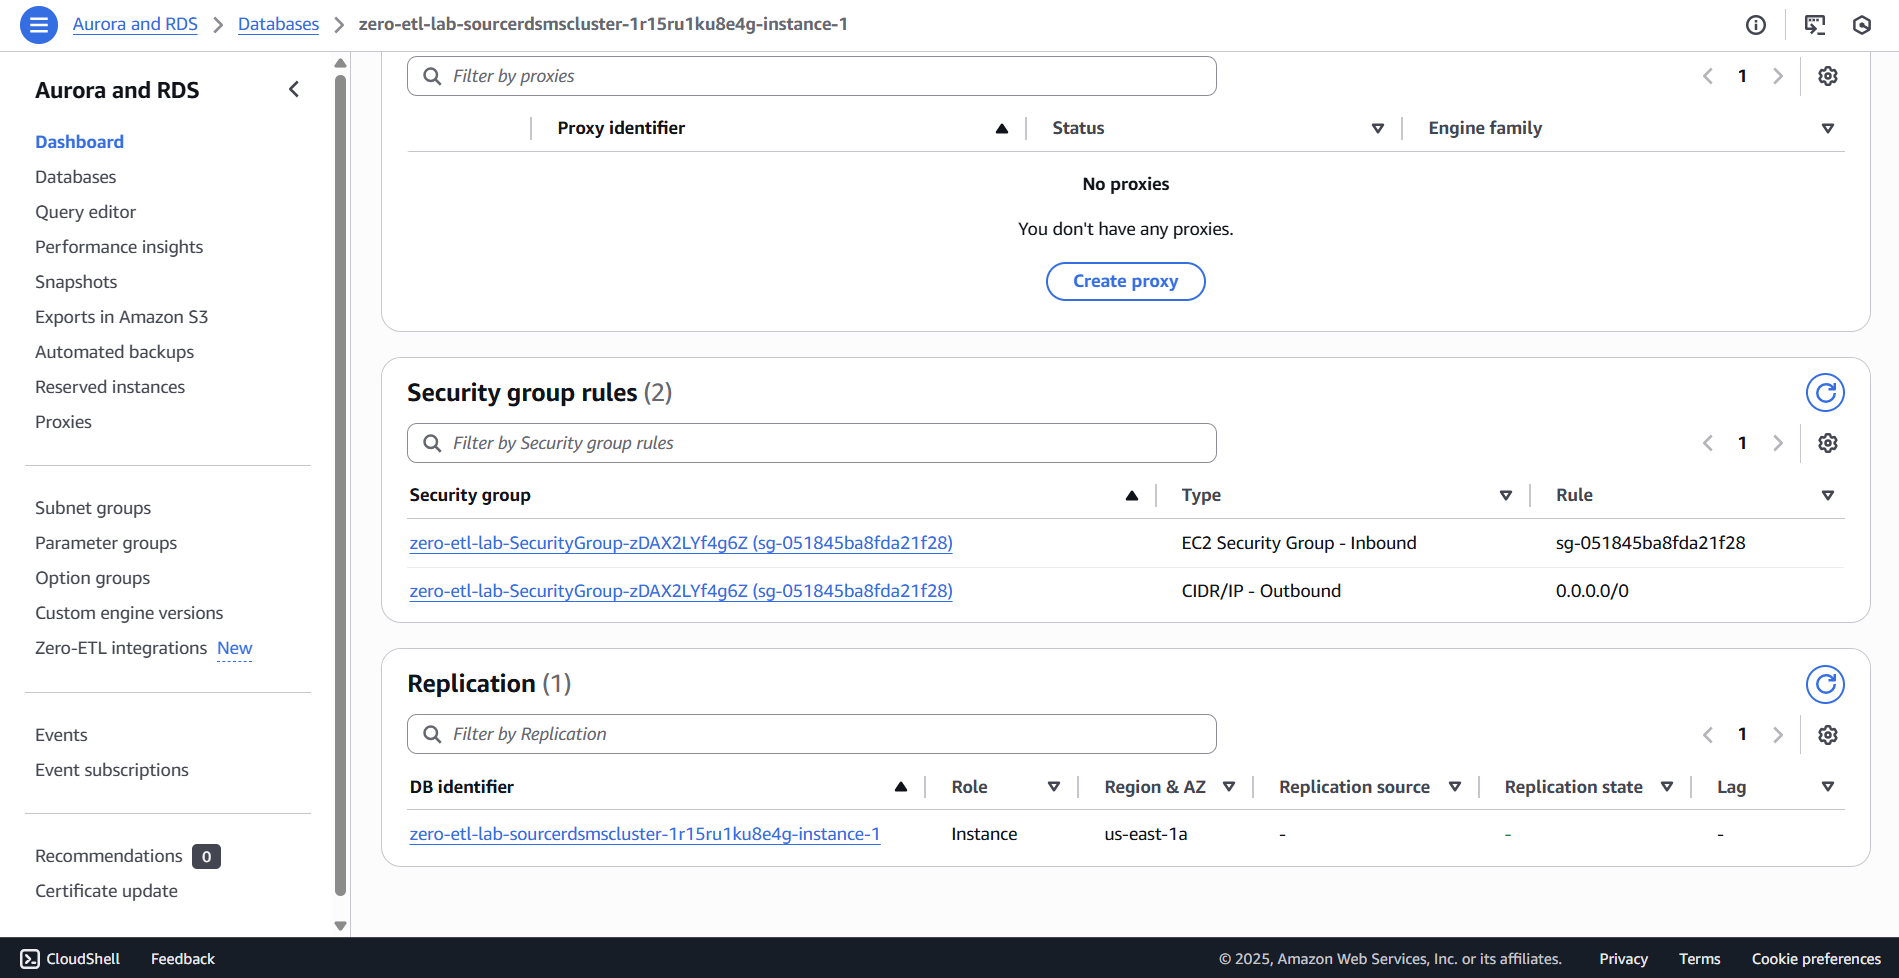 Aurora and RDS > Databases > zero-etl-lab-sourcerdsmscluster-1r15ru1ku8e4g-instance-1
Aurora and RDS
Dashboard
Databases
Query editor
Performance insights
Snapshots
Exports in Amazon S3
Automated backups
Reserved instances
Proxies
Subnet groups
Parameter groups
Option groups
Custom engine versions
Zero-ETL integrations New
Events
Event subscriptions
Recommendations 0
Certificate update
Filter by proxies
1
Proxy identifier Status Engine family
No proxies
You don't have any proxies.
Create proxy
Security group rules (2)
Filter by Security group rules
1
Security group Type Rule
zero-etl-lab-SecurityGroup-zDAX2LYf4g6Z (sg-051845ba8fda21f28) EC2 Security Group - Inbound sg-051845ba8fda21f28
zero-etl-lab-SecurityGroup-zDAX2LYf4g6Z (sg-051845ba8fda21f28) CIDR/IP - Outbound 0.0.0.0/0
Replication (1)
Filter by Replication
1
DB identifier Role Region & AZ Replication source Replication state Lag
zero-etl-lab-sourcerdsmscluster-1r15ru1ku8e4g-instance-1 Instance us-east-1a - - -
CloudShell Feedback © 2025, Amazon Web Services, Inc. or its affiliates. Privacy Terms Cookie preferences